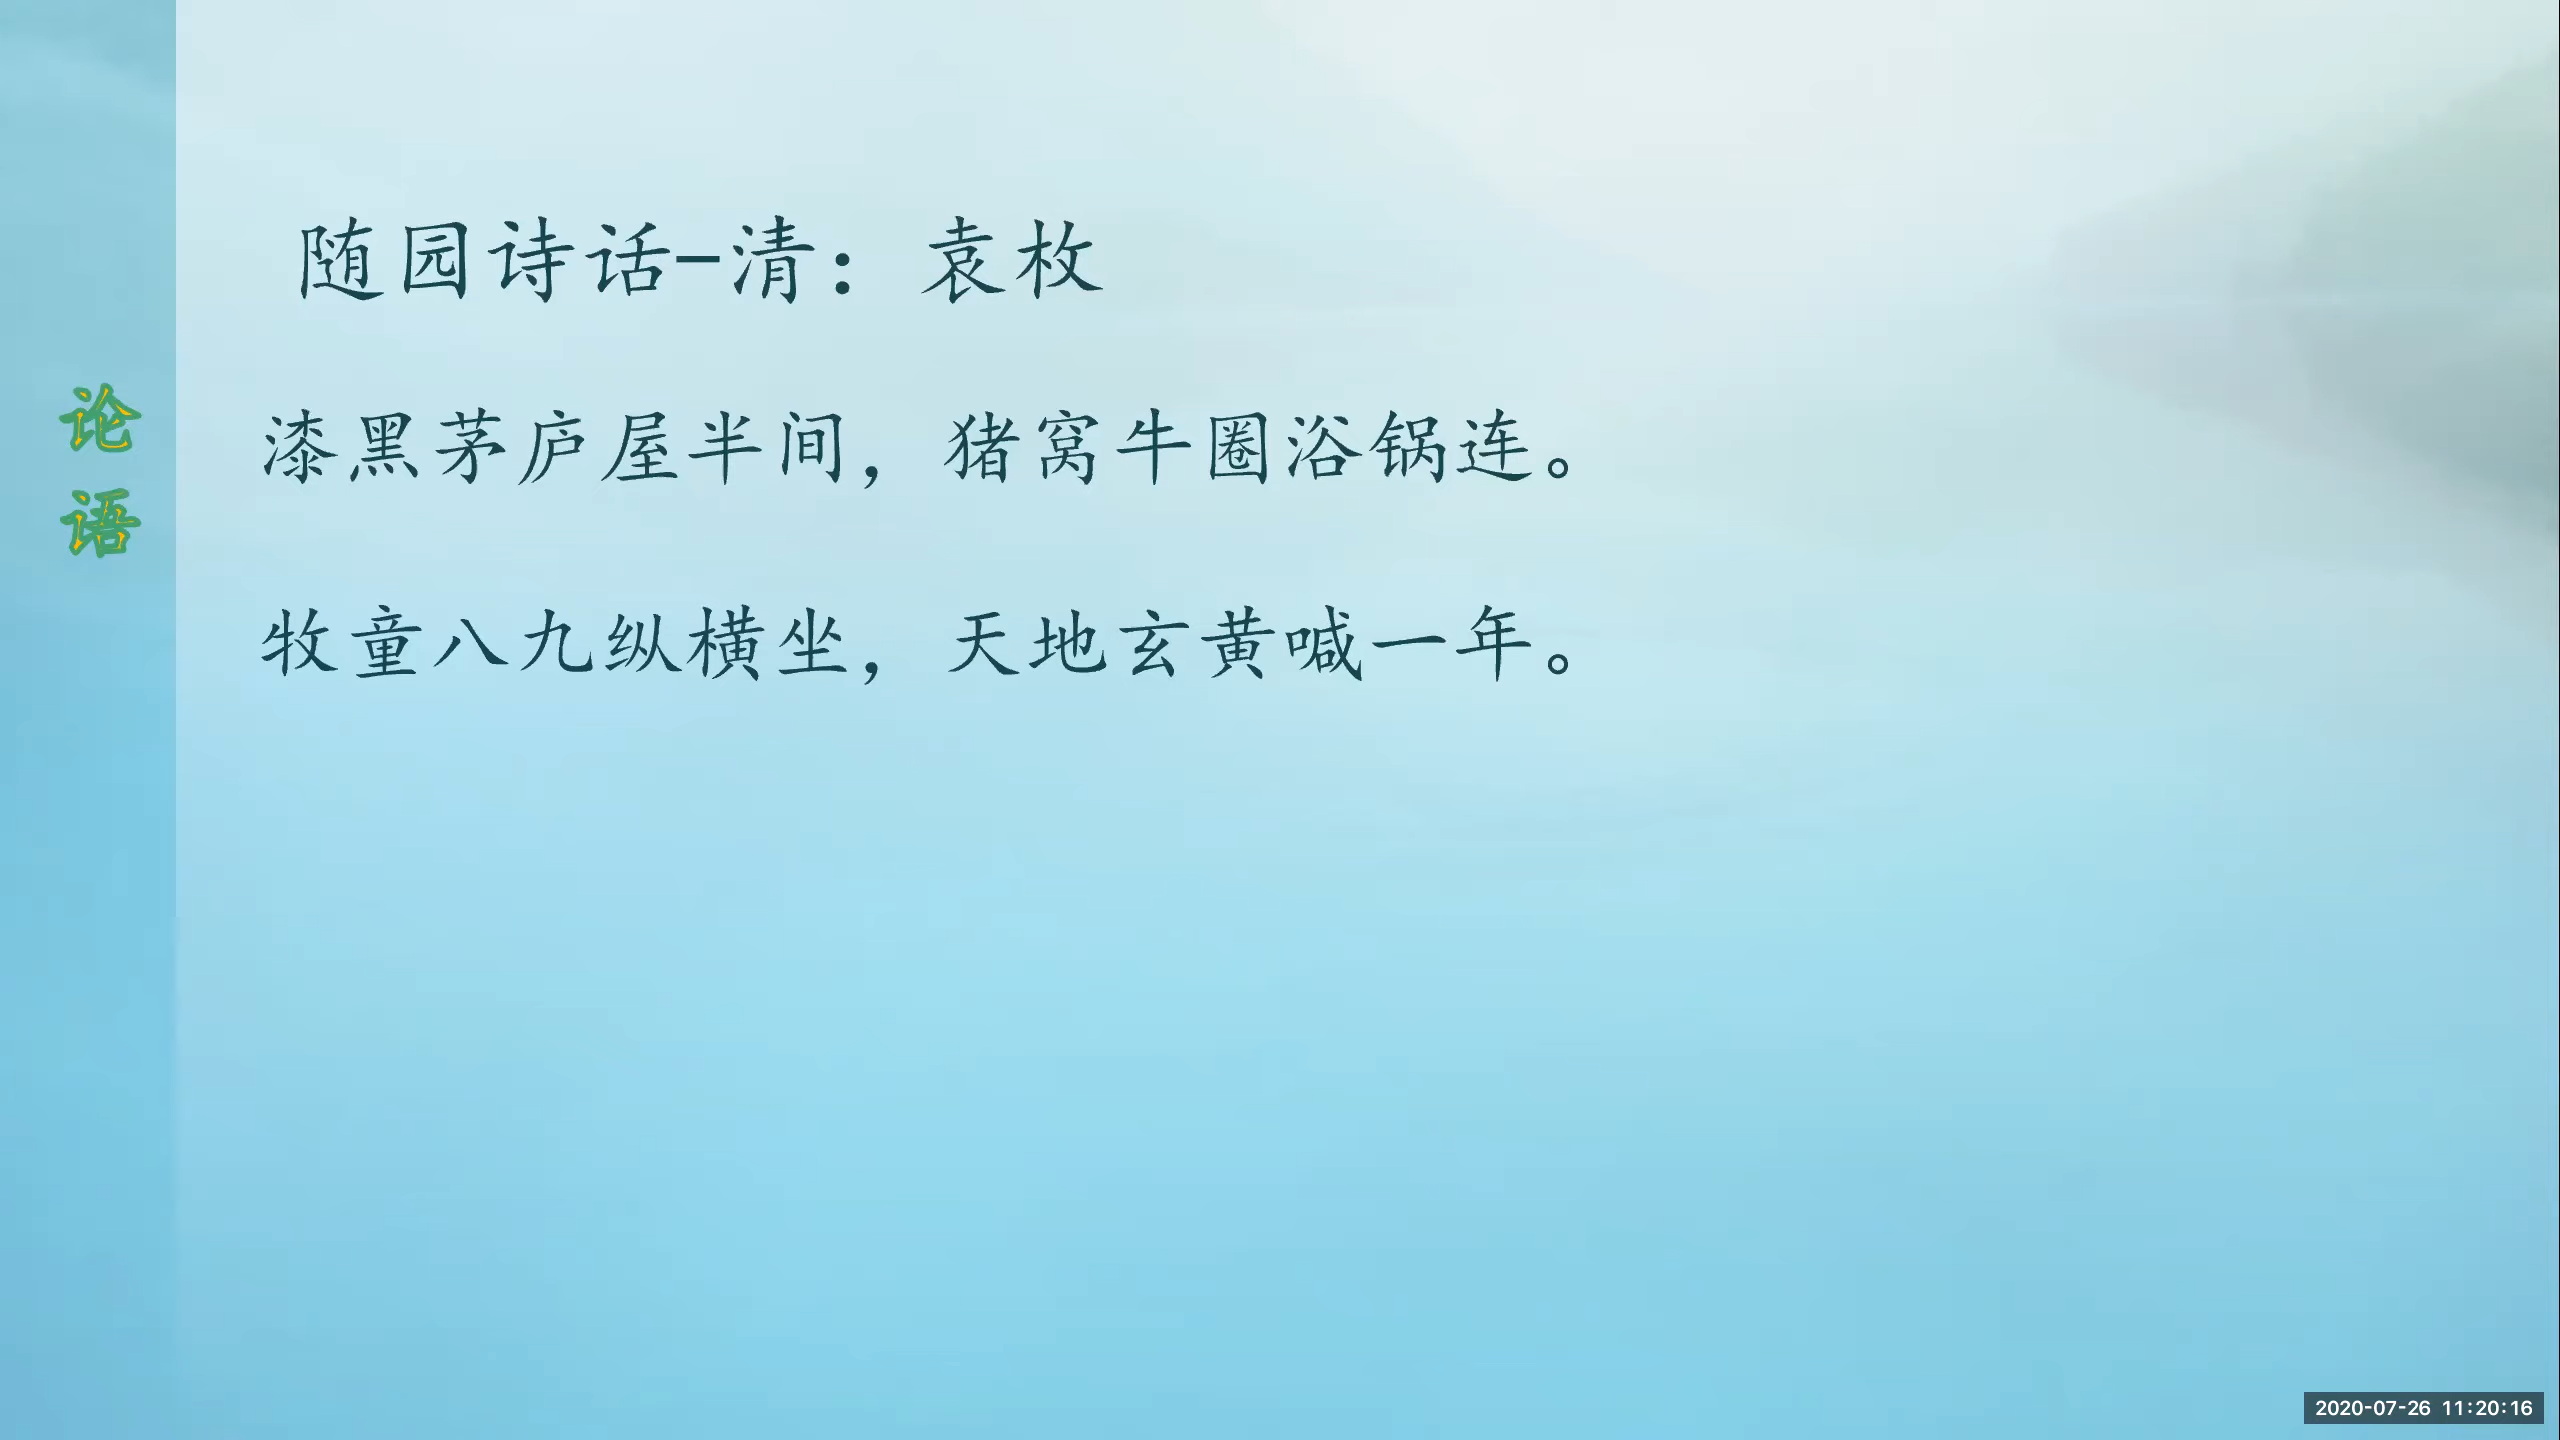 随园诗话-清：袁枚
漆黑茅庐屋半间，猪窝牛圈浴锅连。
牧童八九纵横坐，天地玄黄喊一年。
论
语
2020-07-26 11:20:16